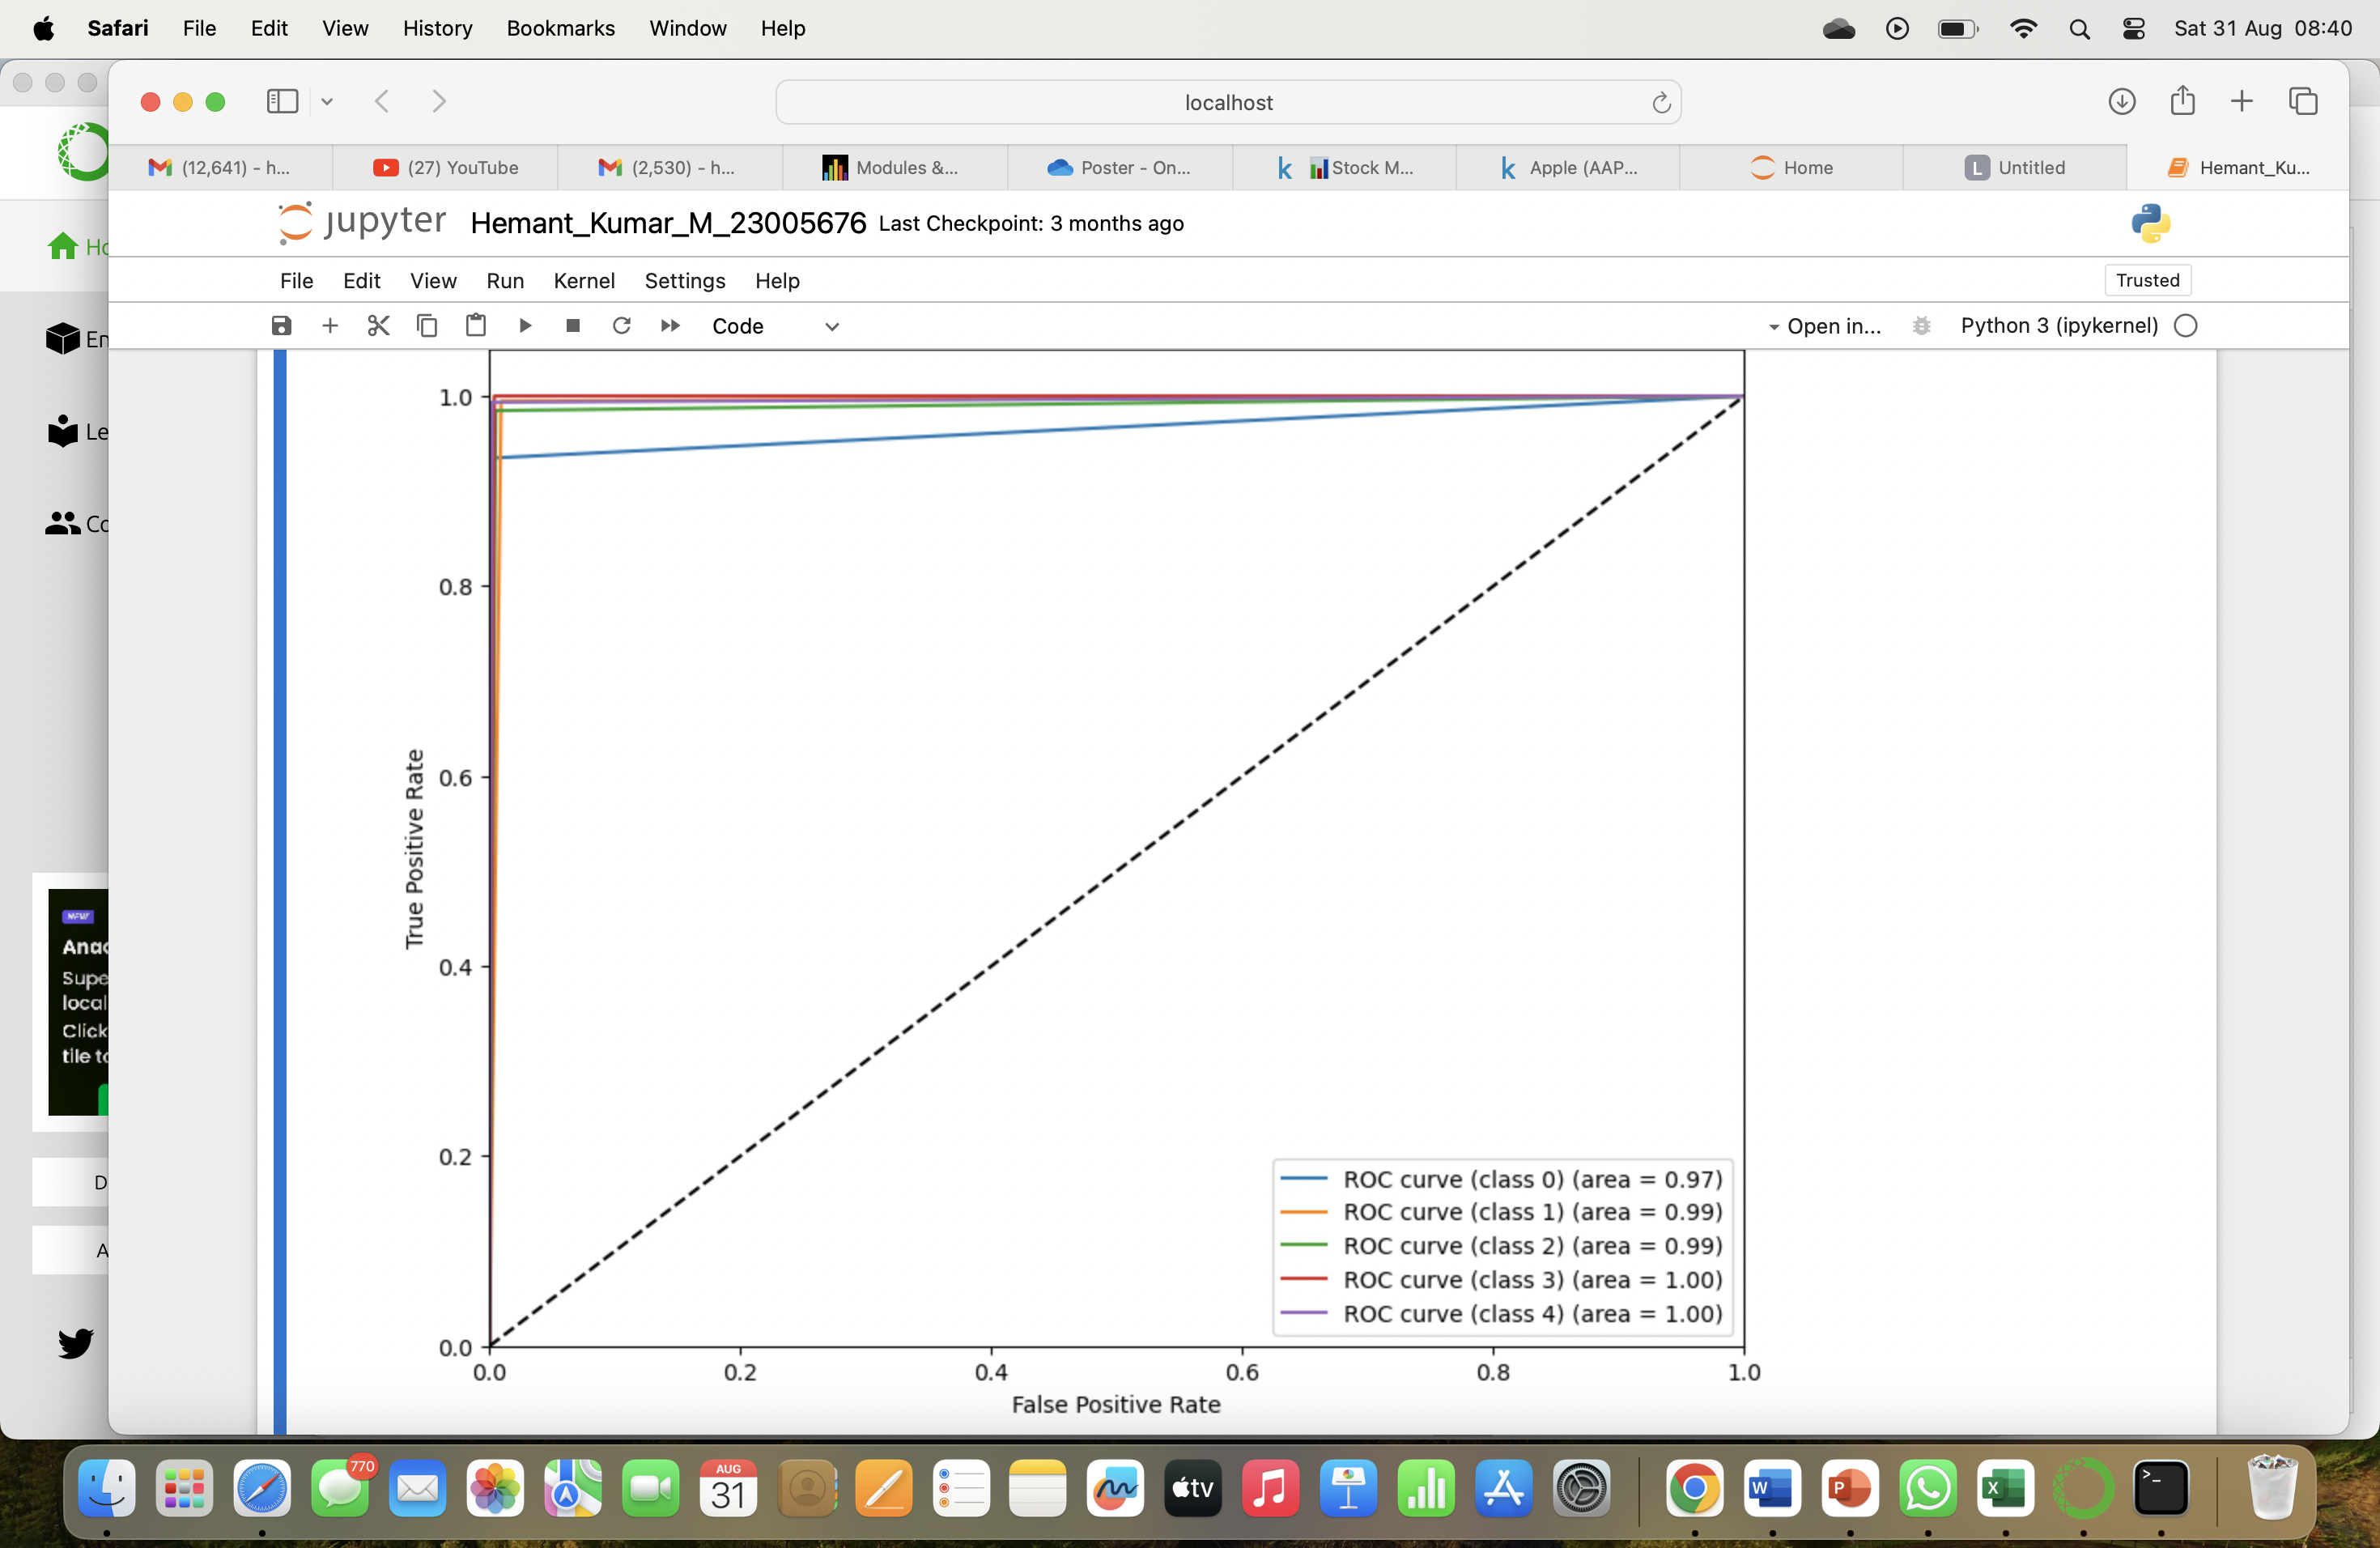 Safari File Edit View History Bookmarks Window Help Sat 31 Aug 08:40
localhost
(12,641) - h... (27) YouTube (2,530) - h... Modules &... Poster - On... Stock M... Apple (AAP... Home Untitled Hemant_Ku...
jupyter Hemant_Kumar_M_23005676 Last Checkpoint: 3 months ago
File Edit View Run Kernel Settings Help Trusted
Code Open in... Python 3 (ipykernel)
Ho
En
Le
Co
NEW
Anac
Supe
local
Click
tile to
D
A
1.0
0.8
0.6
0.4
0.2
0.0
True Positive Rate
ROC curve (class 0) (area = 0.97)
ROC curve (class 1) (area = 0.99)
ROC curve (class 2) (area = 0.99)
ROC curve (class 3) (area = 1.00)
ROC curve (class 4) (area = 1.00)
0.0 0.2 0.4 0.6 0.8 1.0
False Positive Rate
770
AUG
31
tv
W
P
X
>_